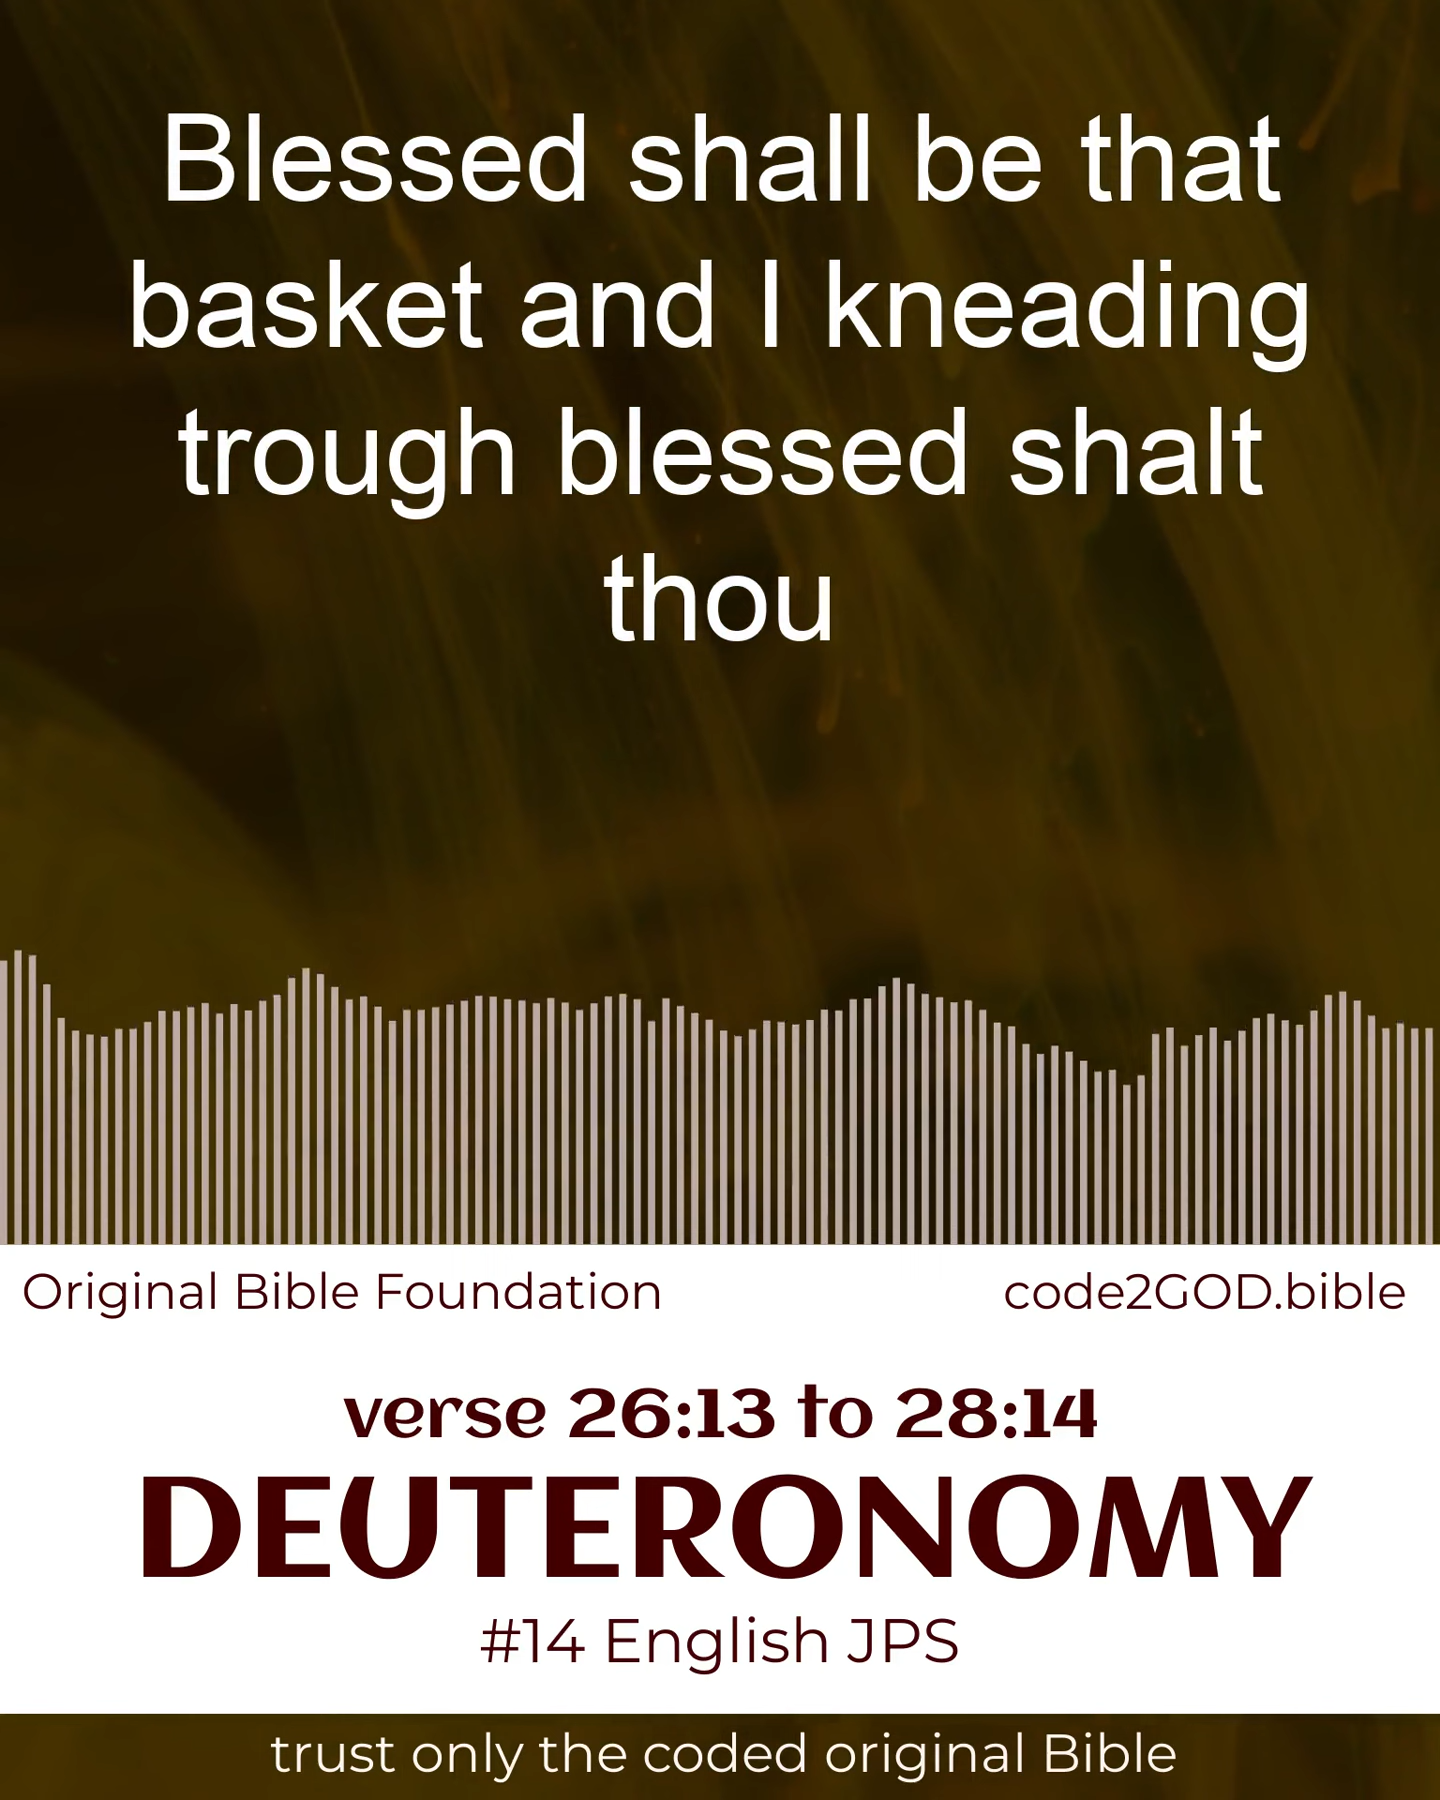 Blessed shall be that
basket and I kneading
trough blessed shalt
thou
Original Bible Foundation
code2GOD.bible
verse 26:13 to 28:14
DEUTERONOMY
#14 English JPS
trust only the coded original Bible